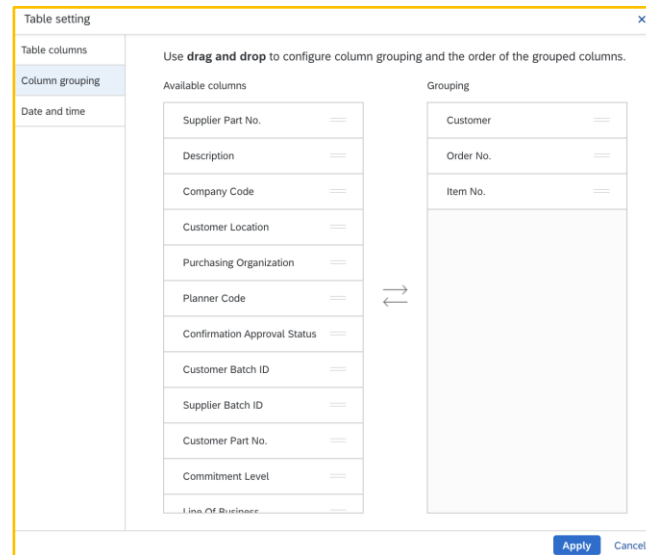 Table setting
Table columns
Column grouping
Date and time
Use drag and drop to configure column grouping and the order of the grouped columns.
Available columns
Supplier Part No.
Description
Company Code
Customer Location
Purchasing Organization
Planner Code
Confirmation Approval Status
Customer Batch ID
Supplier Batch ID
Customer Part No.
Commitment Level
Line Of Business
Grouping
Customer
Order No.
Item No.
Apply
Cancel